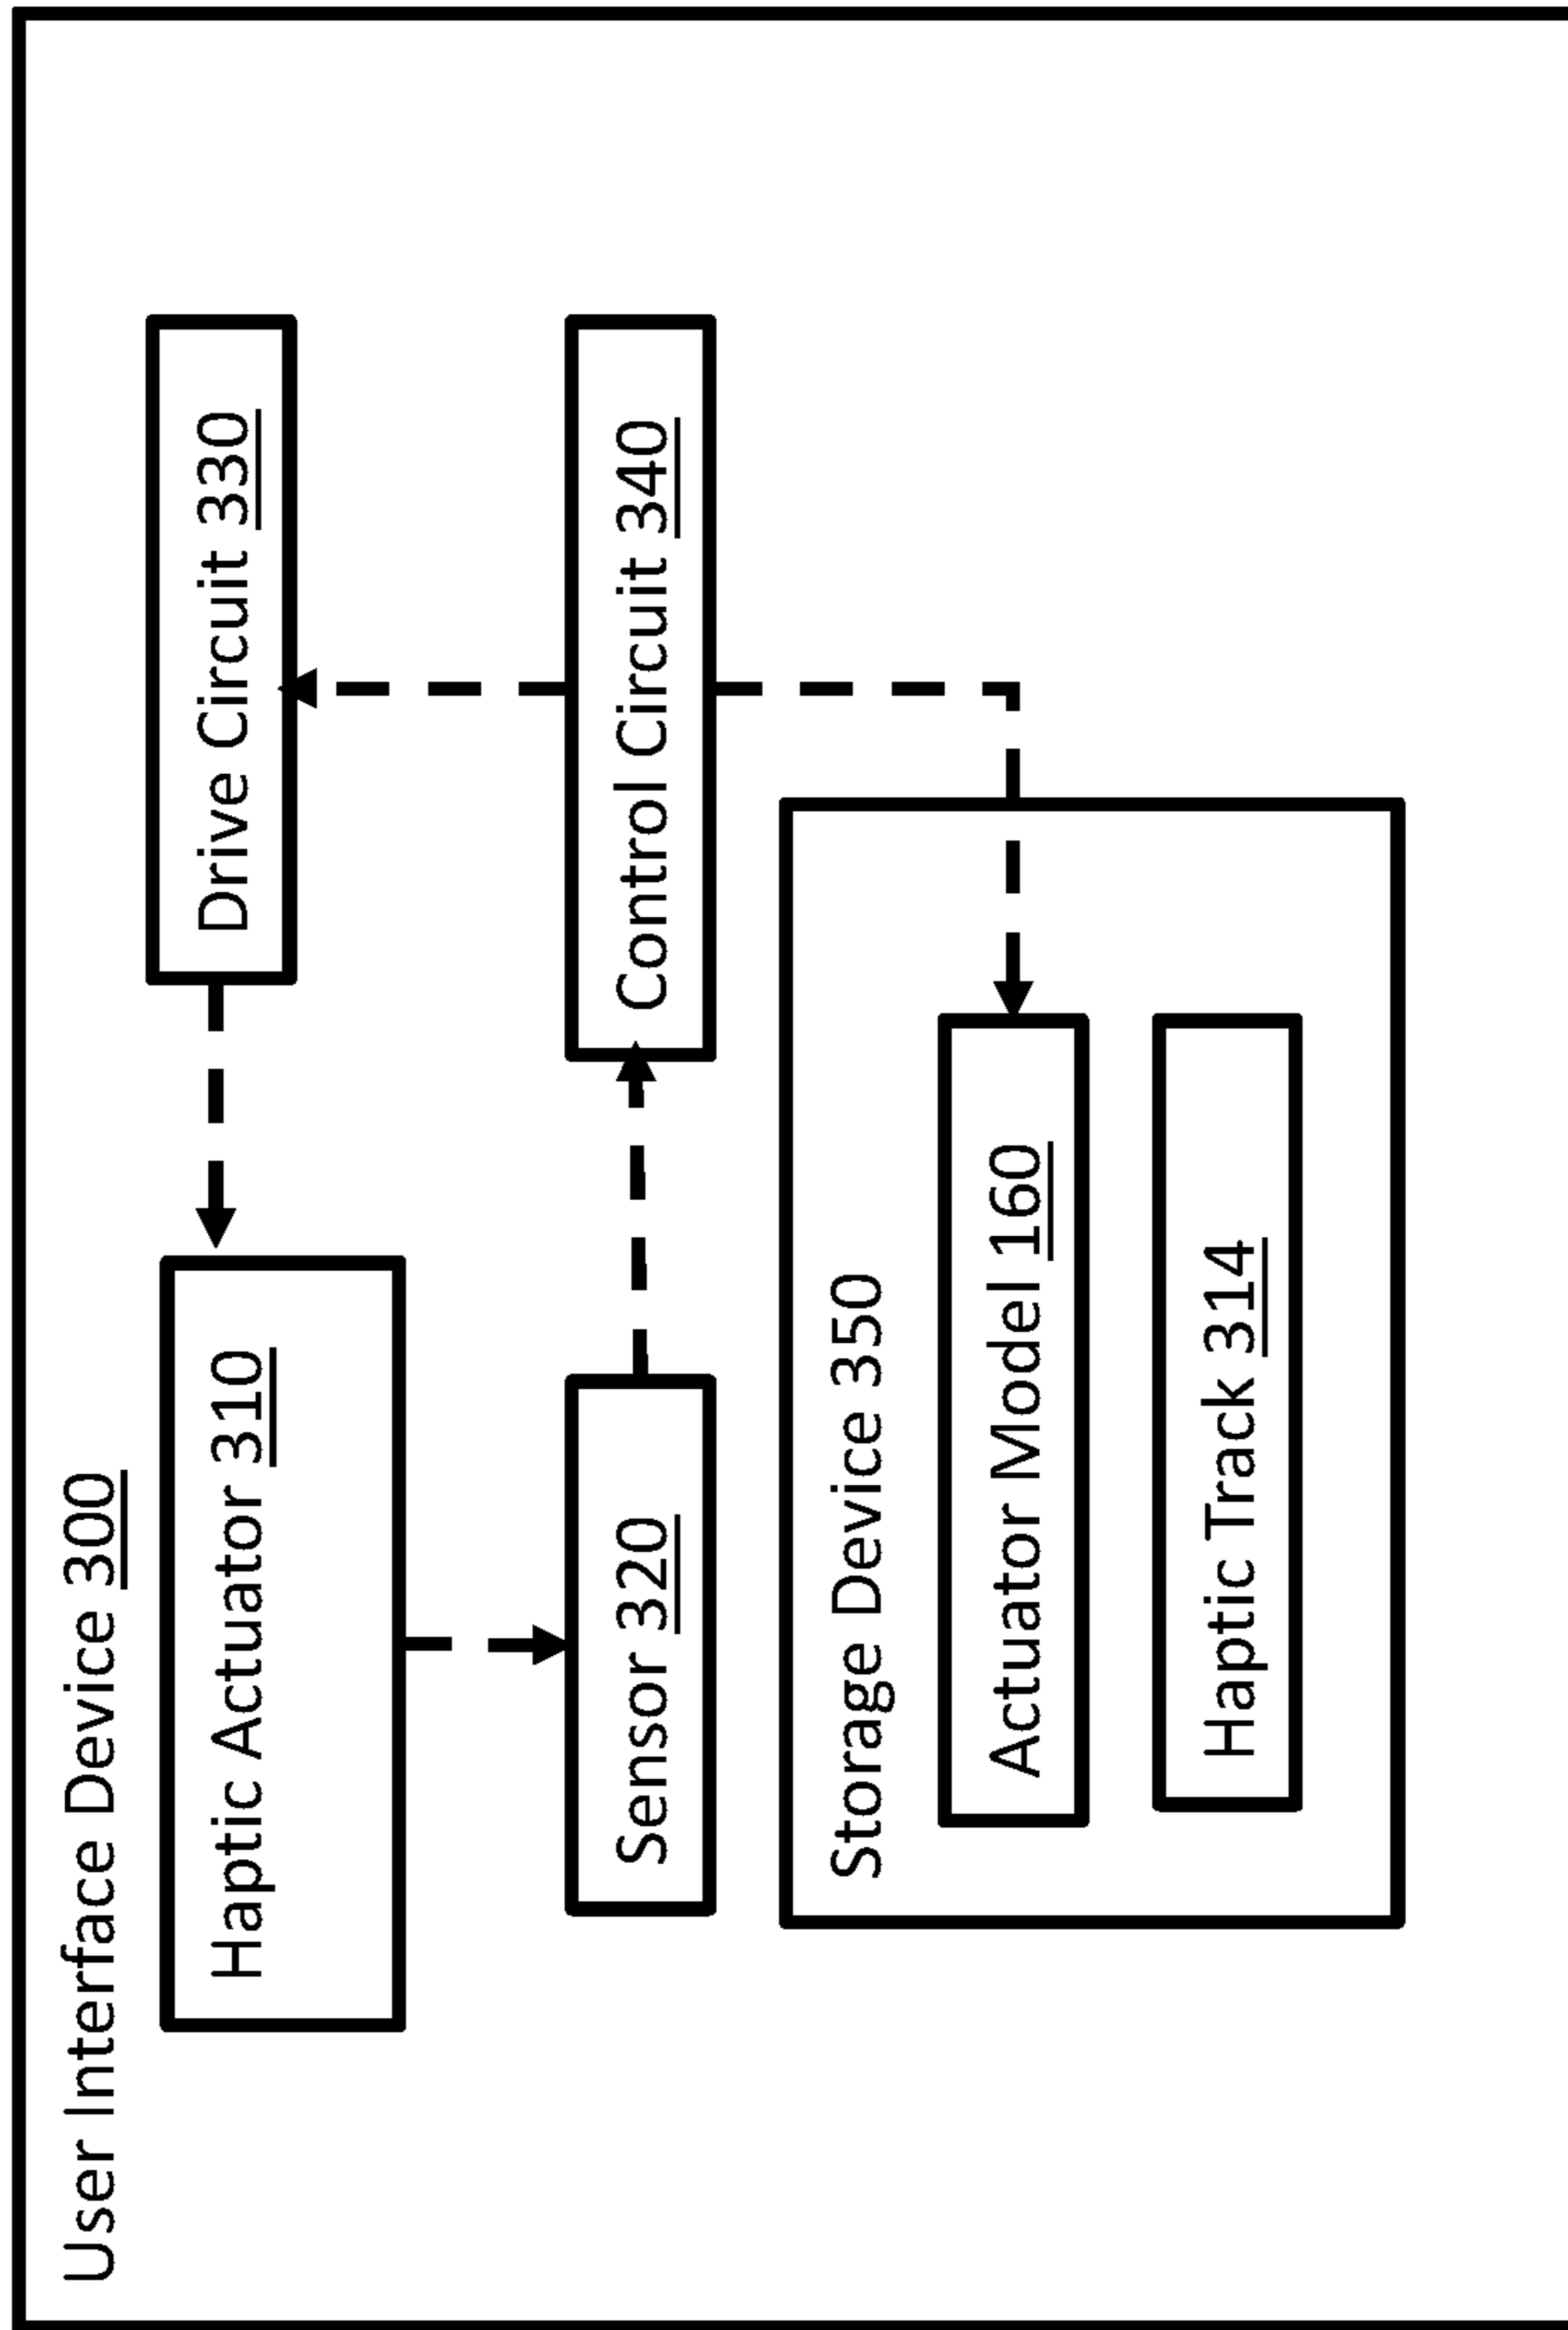 User Interface Device 300
Haptic Actuator 310
Drive Circuit 330
Sensor 320
Control Circuit 340
Storage Device 350
Actuator Model 160
Haptic Track 314